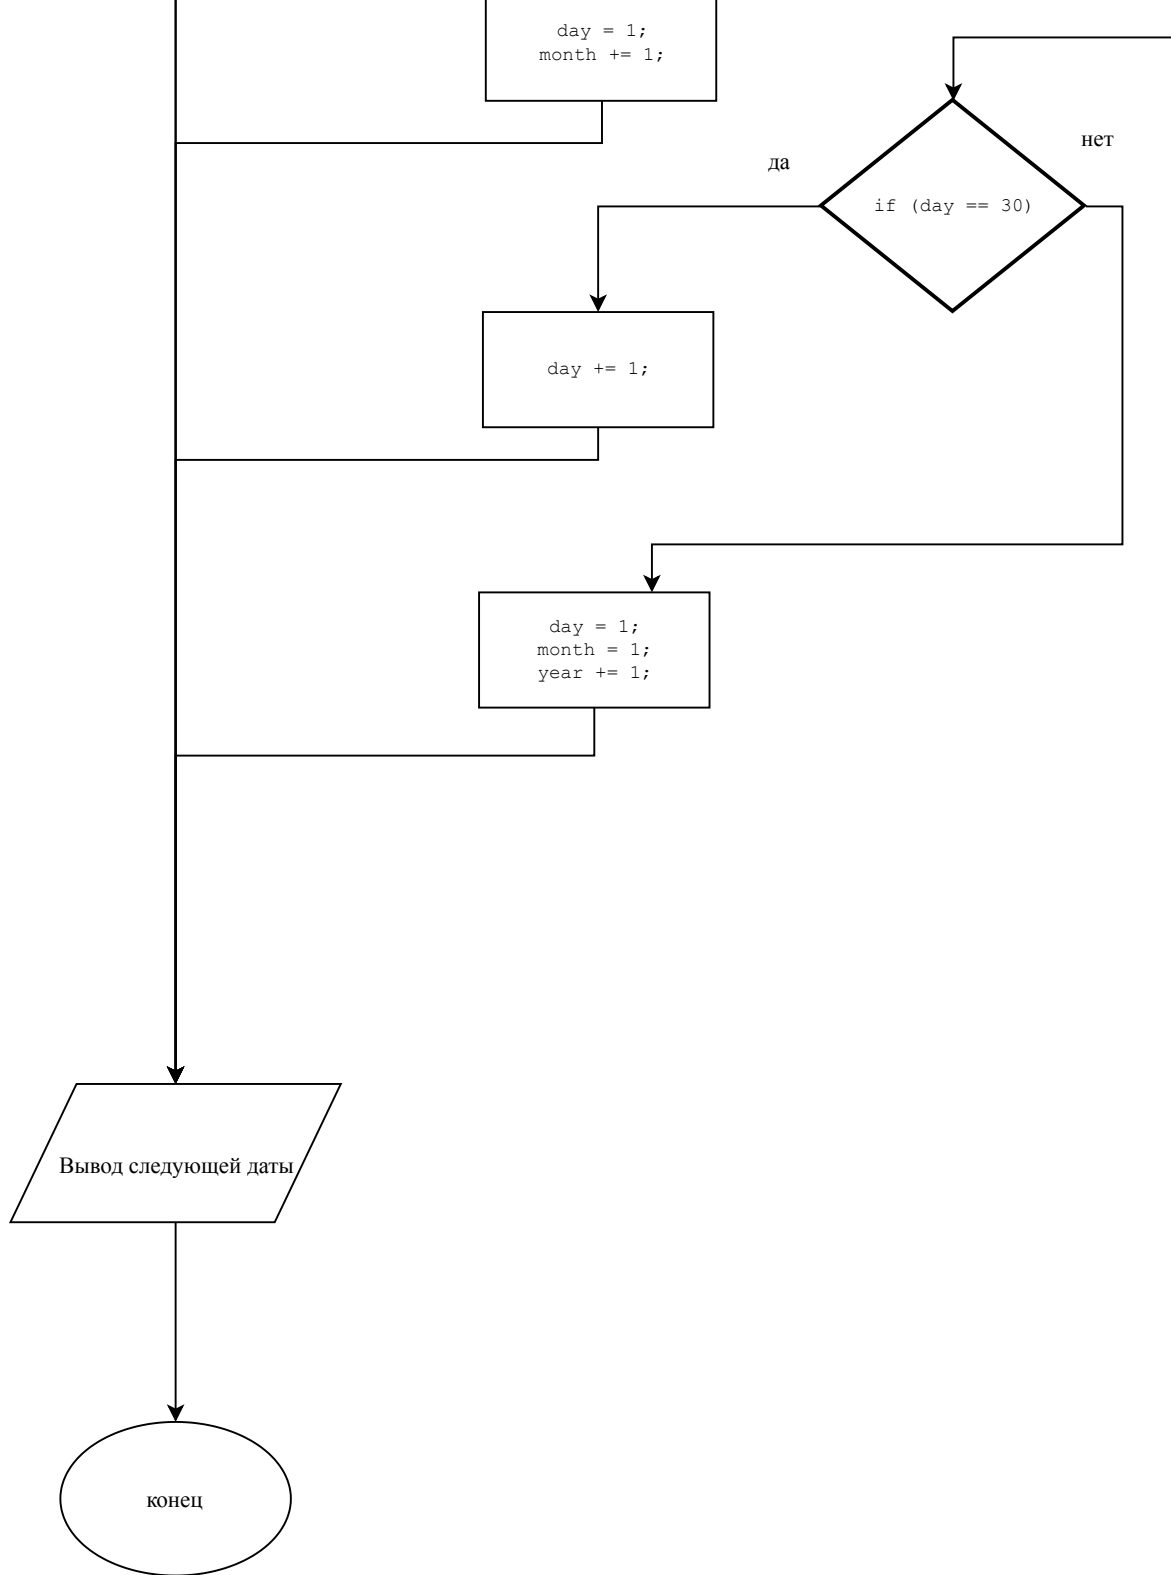 day = 1;
month += 1;
да
нет
if (day == 30)
day += 1;
day = 1;
month = 1;
year += 1;
Вывод следующей даты
конец